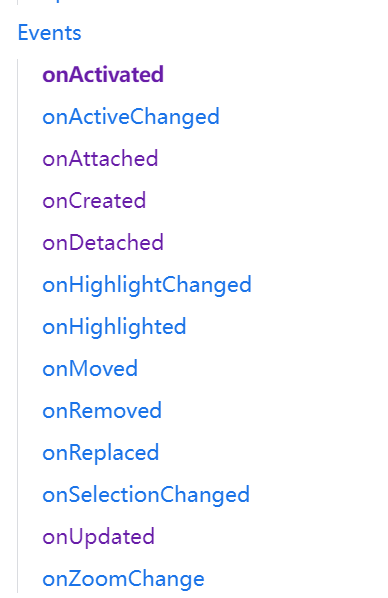 Events
onActivated
onActiveChanged
onAttached
onCreated
onDetached
onHighlightChanged
onHighlighted
onMoved
onRemoved
onReplaced
onSelectionChanged
onUpdated
onZoomChange